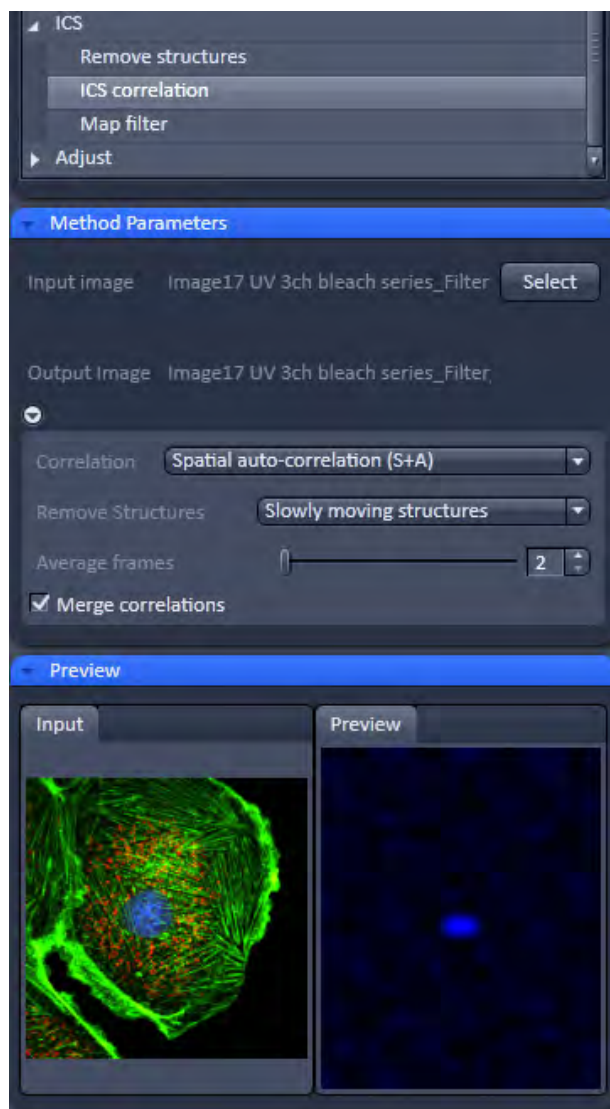 ICS
Remove structures
ICS correlation
Map filter
Adjust
Method Parameters
Input image Image17 UV 3ch bleach series_Filter Select
Output Image Image17 UV 3ch bleach series_Filter
Correlation Spatial auto-correlation (S+A)
Remove Structures Slowly moving structures
Average frames 2
Merge correlations
Preview
Input Preview